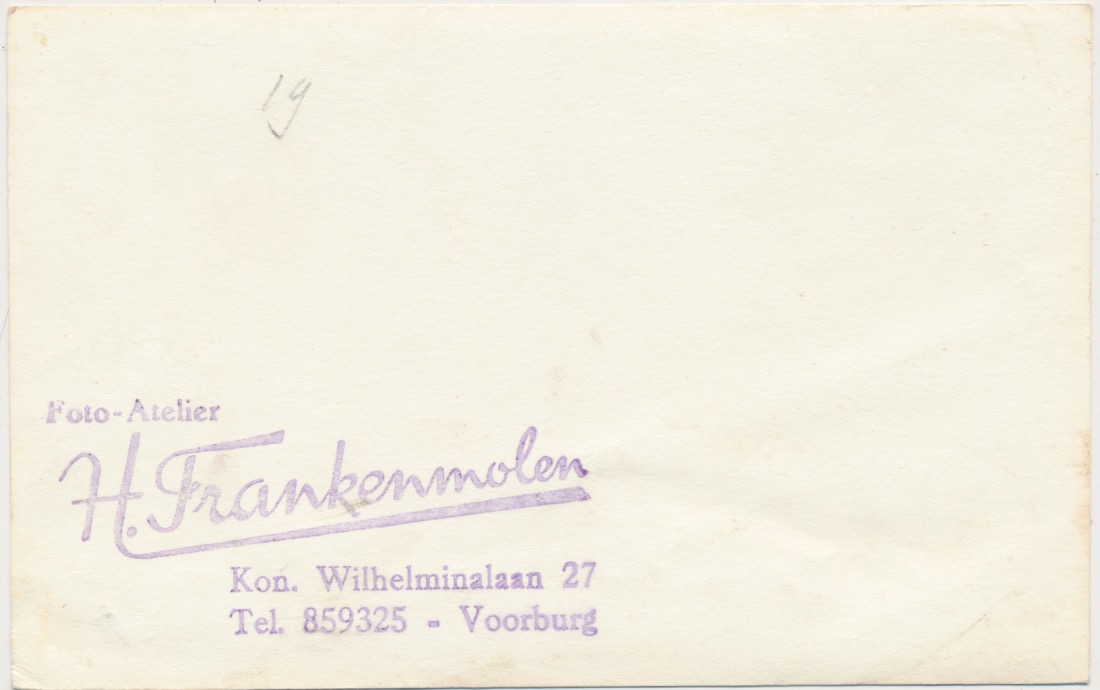 19
Foto-Atelier
H. Frankenmolen
Kon. Wilhelminalaan 27
Tel. 859325 - Voorburg